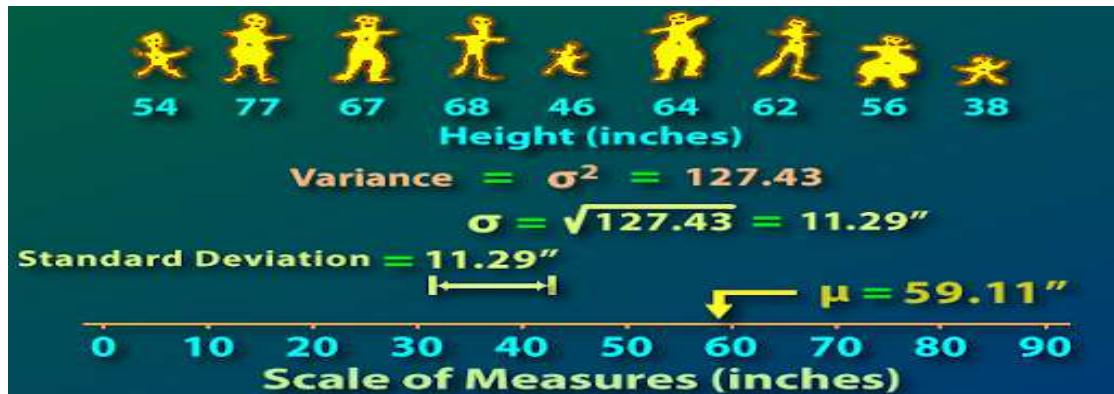 54 77 67 68 46 64 62 56 38
Height (inches)
Variance = σ² = 127.43
σ = √127.43 = 11.29″
Standard Deviation = 11.29″
μ = 59.11″
0 10 20 30 40 50 60 70 80 90
Scale of Measures (inches)